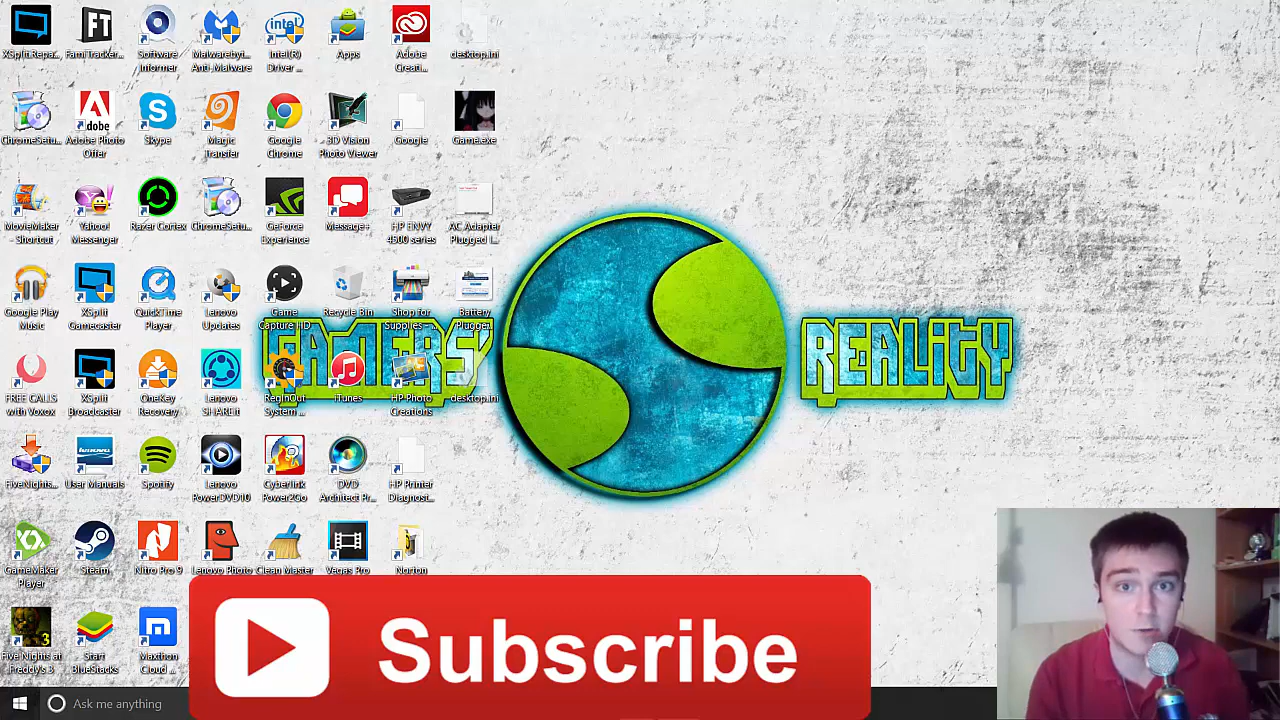 XSplit.Repa...
FamiTracker...
Software
Informer
Malwarebyt...
Anti-Malware
Intel(R)
Driver ...
Apps
Adobe
Creati...
desktop.ini
ChromeSetu...
Adobe Photo
Offer
Skype
Magic
Transfer
Google
Chrome
3D Vision
Photo Viewer
Google
Game.exe
MovieMaker
- Shortcut
Yahoo!
Messenger
Razer Cortex
ChromeSetu...
GeForce
Experience
Message+
HP ENVY
4500 series
AC Adapter
Plugged I...
Google Play
Music
XSplit
Gamecaster
QuickTime
Player
Lenovo
Updates
Game
Capture HD
Recycle Bin
Shop for
Supplies - ...
Battery
Plugge...
GAMERS' REALITY
FREE CALLS
with Voxox
XSplit
Broadcaster
OneKey
Recovery
Lenovo
SHAREit
RegInOut
System ...
iTunes
HP Photo
Creations
desktop.ini
FiveNights...
User Manuals
Spotify
Lenovo
PowerDVD10
Cyberlink
Power2Go
DVD
Architect Pr...
HP Printer
Diagnost...
GameMaker
Player
Steam
Nitro Pro 9
Lenovo Photo
Clean Master
Vegas Pro
Norton
Five Nights at
Freddy's 3
Start
BlueStacks
Maxthon
Cloud ...
Subscribe
Ask me anything